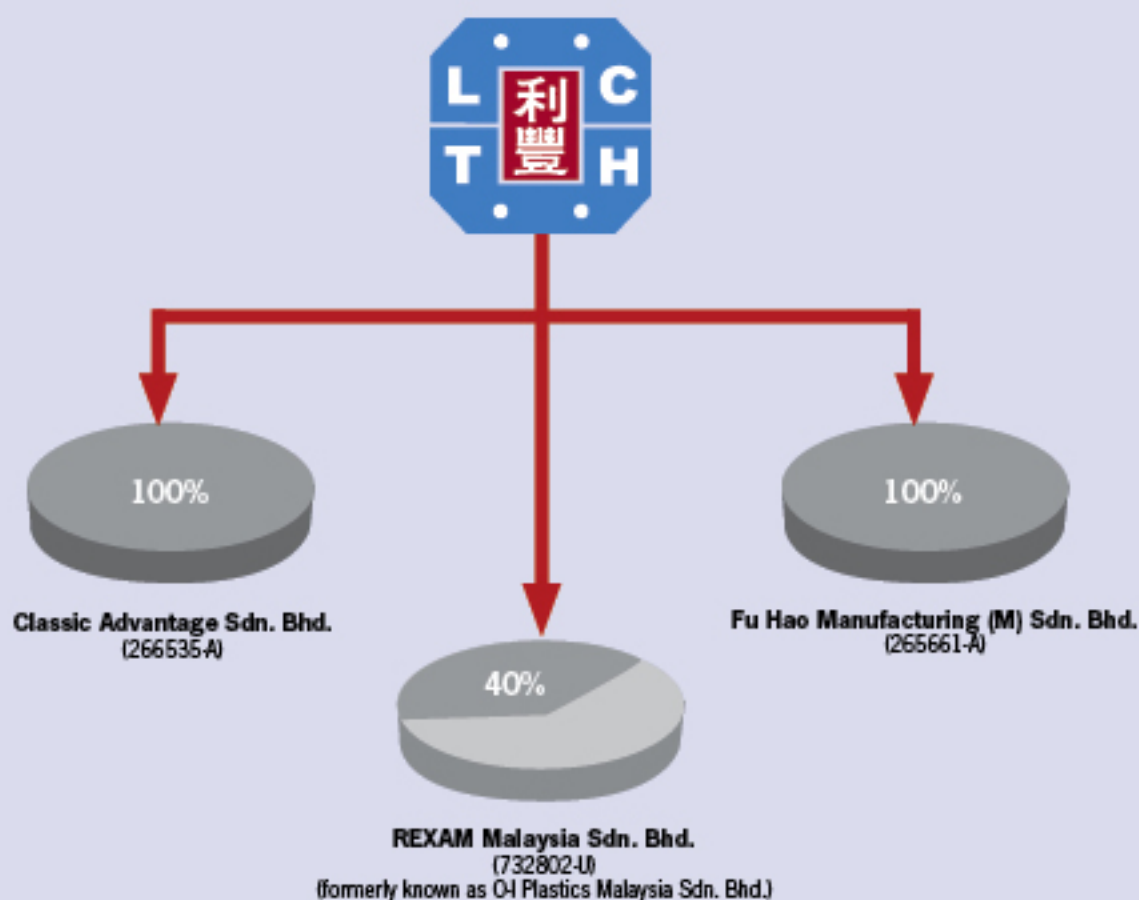 L C
利豐
T H
100%
100%
Classic Advantage Sdn. Bhd.
(266535-A)
Fu Hao Manufacturing (M) Sdn. Bhd.
(265661-A)
40%
REXAM Malaysia Sdn. Bhd.
(732802-U)
(formerly known as O-I Plastics Malaysia Sdn. Bhd.)